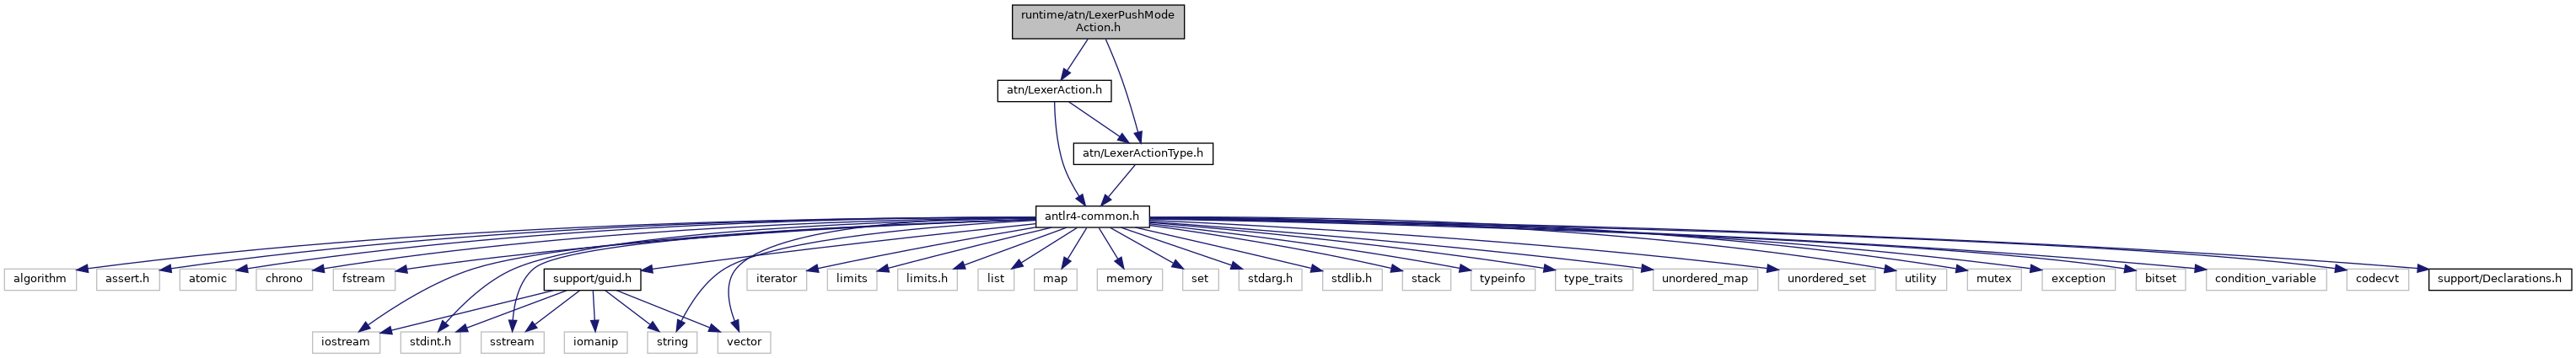 runtime/atn/LexerPushMode
Action.h
atn/LexerAction.h
atn/LexerActionType.h
antlr4-common.h
algorithm
assert.h
atomic
chrono
fstream
support/guid.h
iterator
limits
limits.h
list
map
memory
set
stdarg.h
stdlib.h
stack
typeinfo
type_traits
unordered_map
unordered_set
utility
mutex
exception
bitset
condition_variable
codecvt
support/Declarations.h
iostream
stdint.h
sstream
iomanip
string
vector